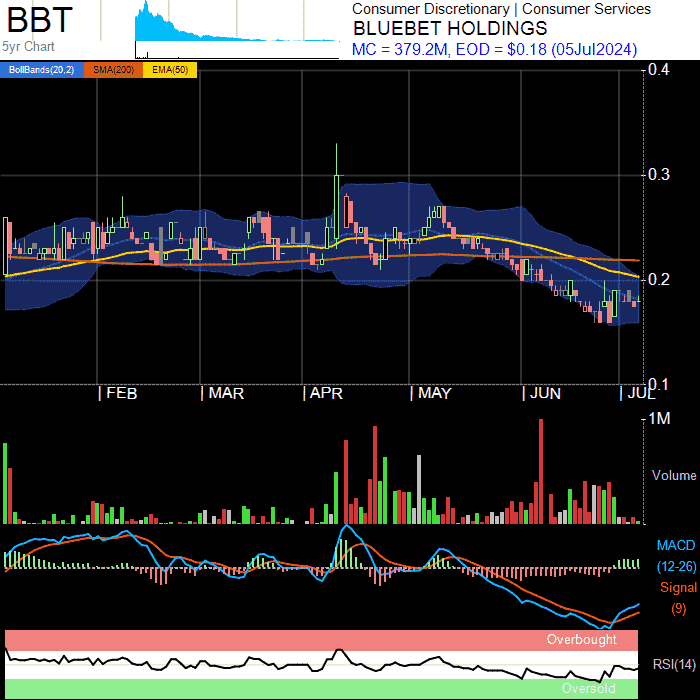 BBT
5yr Chart
Consumer Discretionary | Consumer Services
BLUEBET HOLDINGS
MC = 379.2M, EOD = $0.18 (05Jul2024)
BollBands(20,2) SMA(200) EMA(50)
0.4
0.3
0.2
0.1
| FEB | MAR | APR | MAY | JUN | JUL
1M
Volume
MACD
(12-26)
Signal
(9)
Overbought
RSI(14)
Oversold